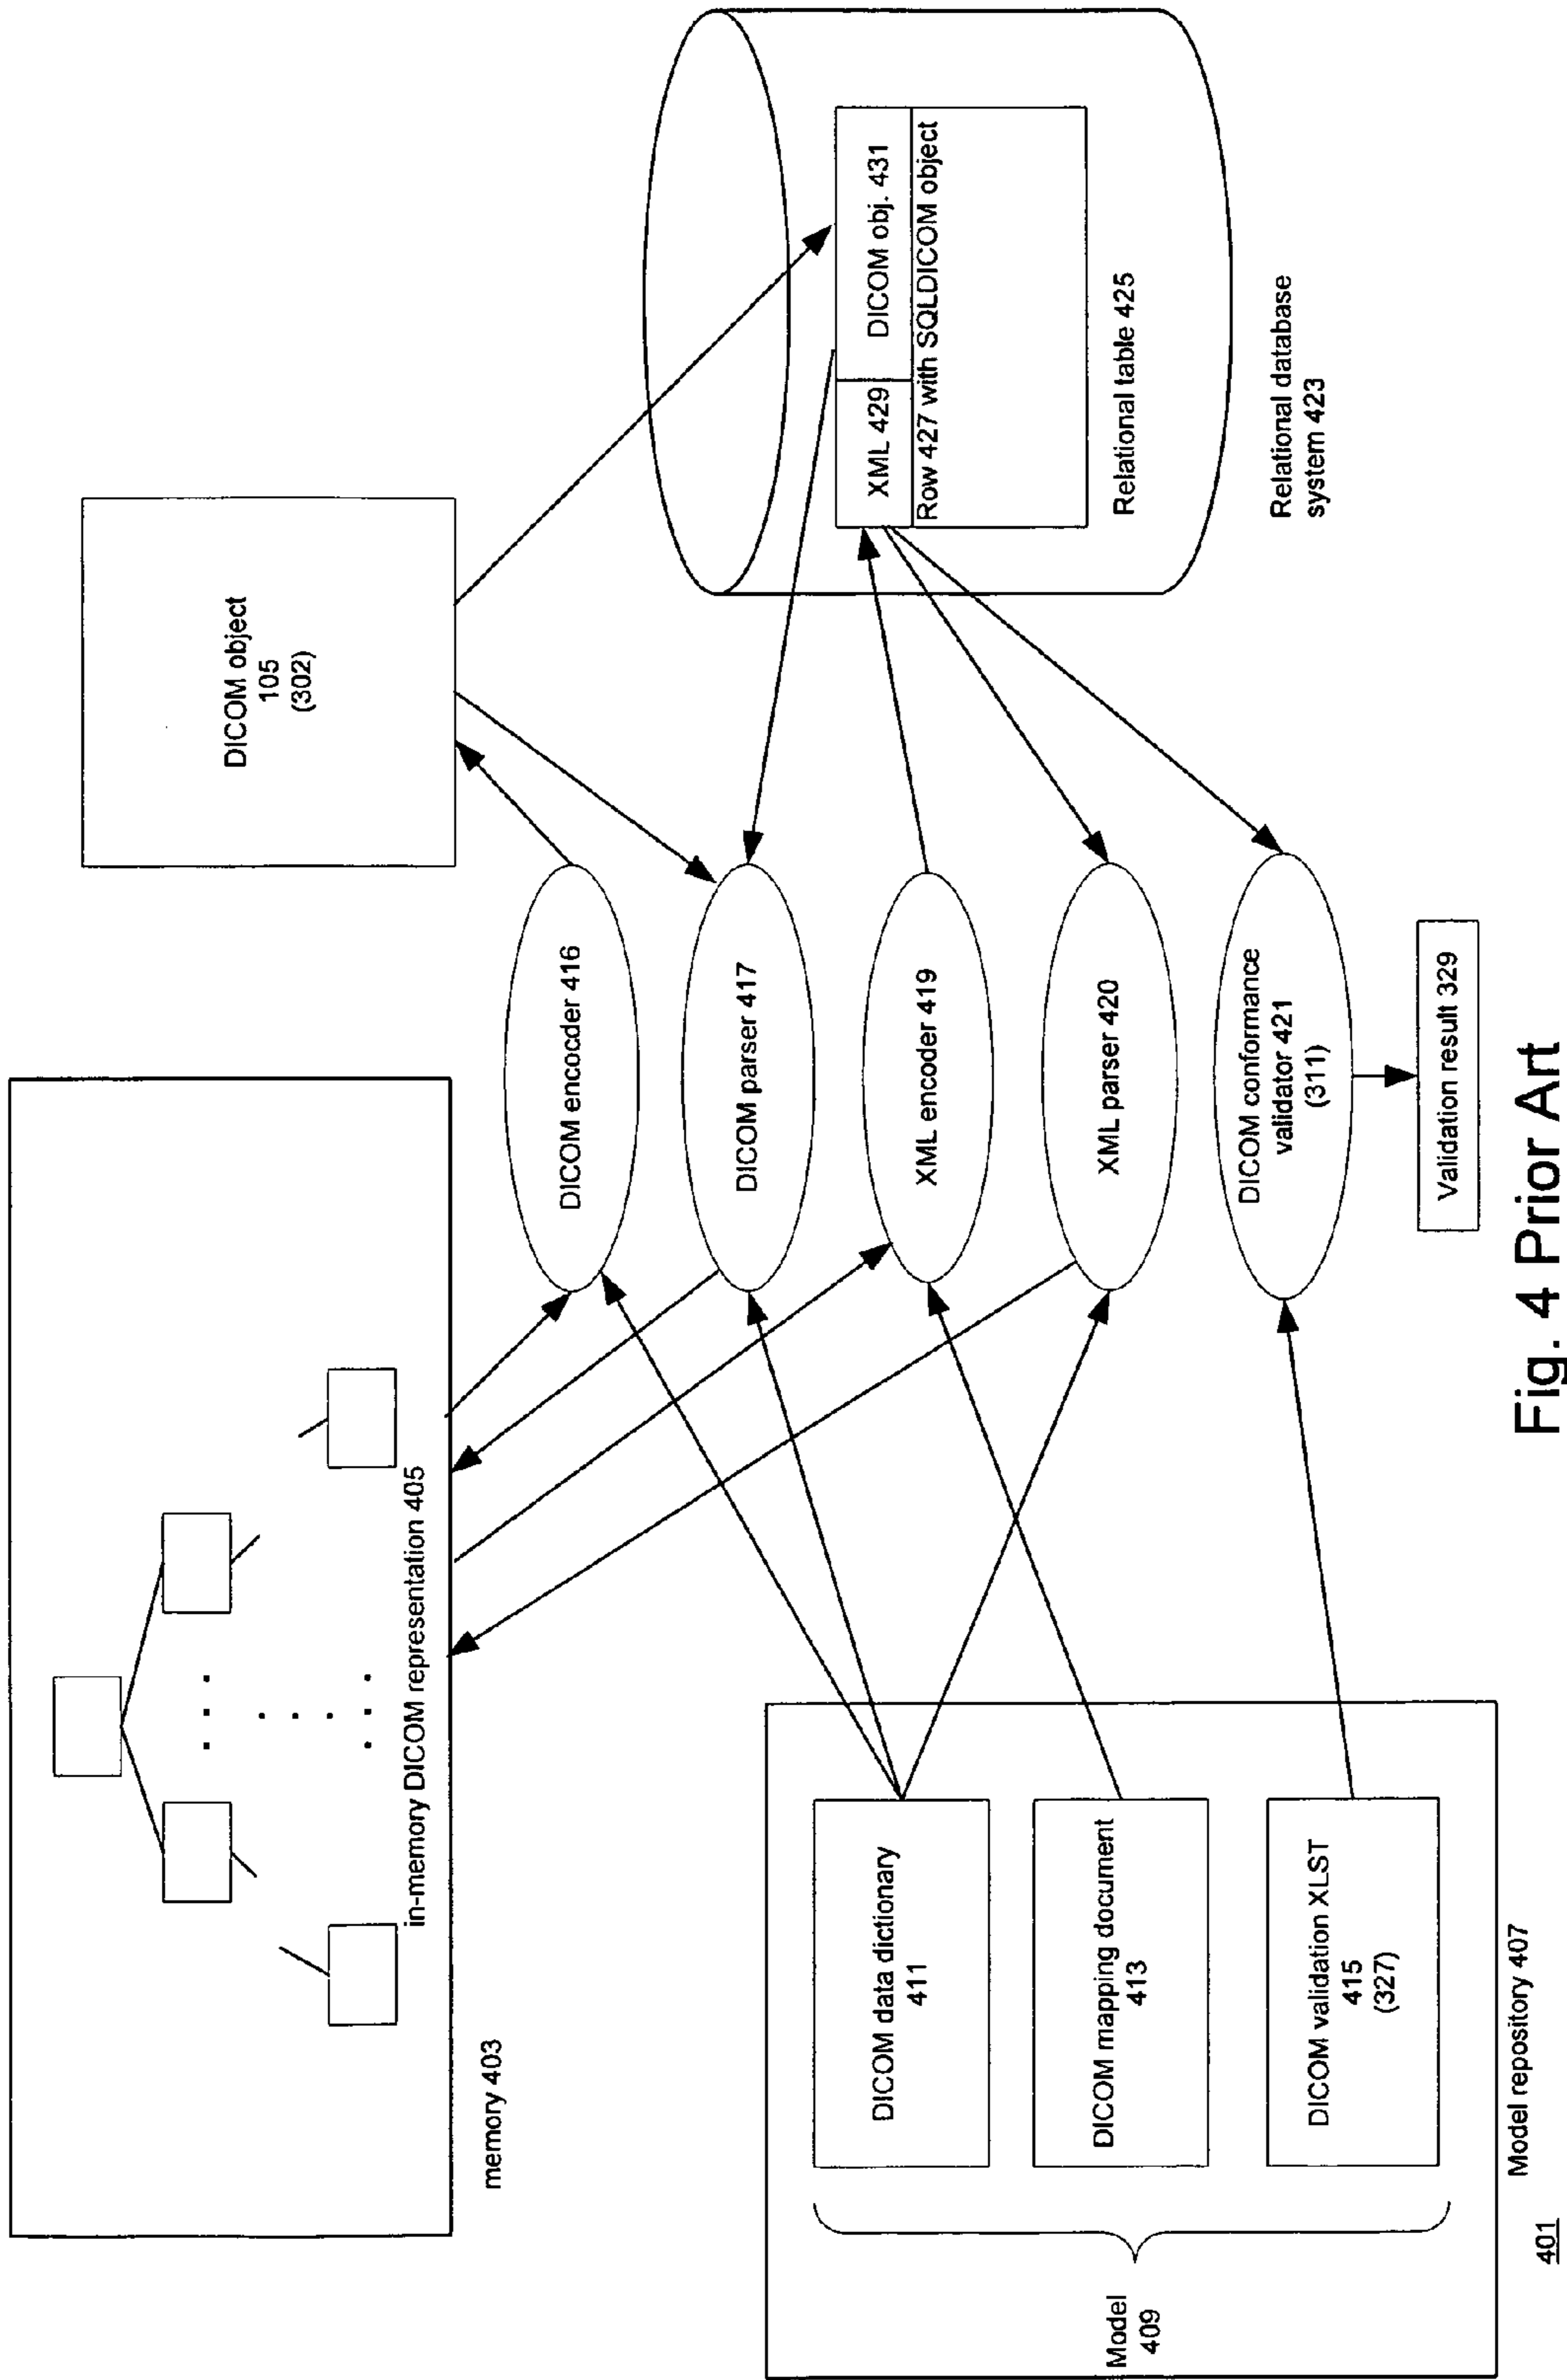 in-memory DICOM representation 405
memory 403
DICOM object
105
(302)
DICOM encocder 416
DICOM parser 417
XML encoder 419
XML parser 420
DICOM conformance
validator 421
(311)
Validation result 329
XML 429
DICOM obj. 431
Row 427 with SQLDICOM object
Relational table 425
Relational database
system 423
Model
409
DICOM data dictionary
411
DICOM mapping document
413
DICOM validation XLST
415
(327)
Model repository 407
401
Fig. 4 Prior Art